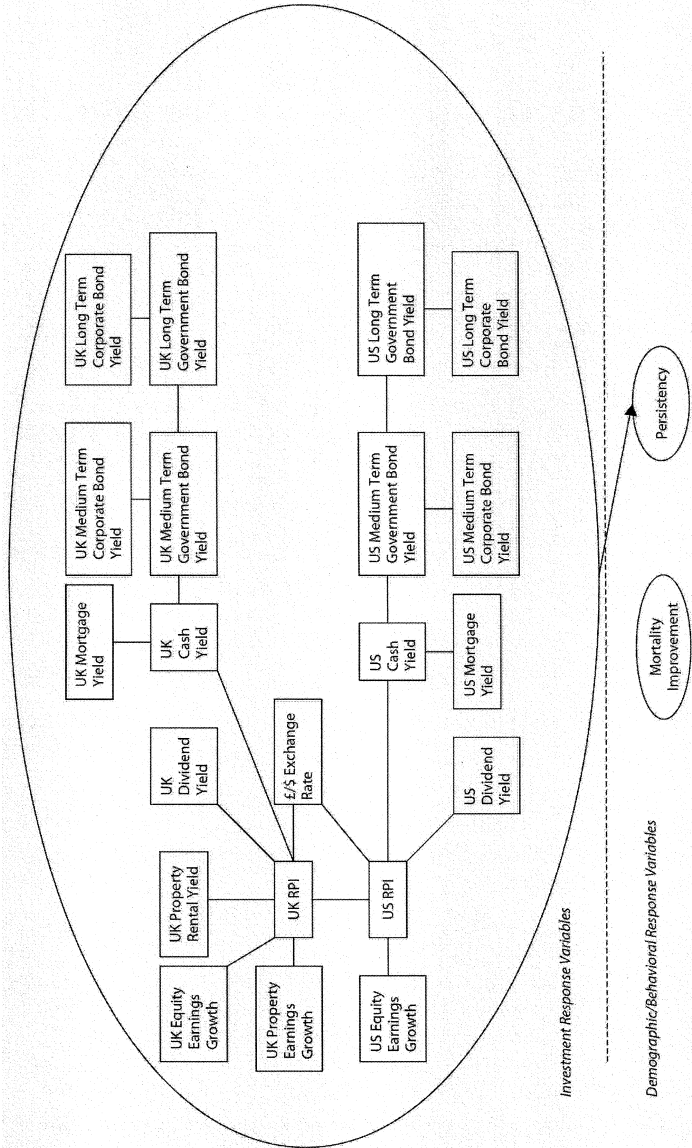 UK Mortgage
Yield
UK Medium Term
Corporate Bond
Yield
UK Long Term
Corporate Bond
Yield
UK Equity
Earnings
Growth
UK Property
Rental Yield
UK
Dividend
Yield
UK
Cash
Yield
UK Medium Term
Government Bond
Yield
UK Long Term
Government Bond
Yield
UK Property
Earnings
Growth
UK RPI
£/$ Exchange
Rate
US Equity
Earnings
Growth
US RPI
US
Cash
Yield
US Medium Term
Government Bond
Yield
US Long Term
Government
Bond Yield
US
Dividend
Yield
US Mortgage
Yield
US Medium Term
Corporate Bond
Yield
US Long Term
Corporate
Bond Yield
Investment Response Variables
Demographic/Behavioral Response Variables
Mortality
Improvement
Persistency